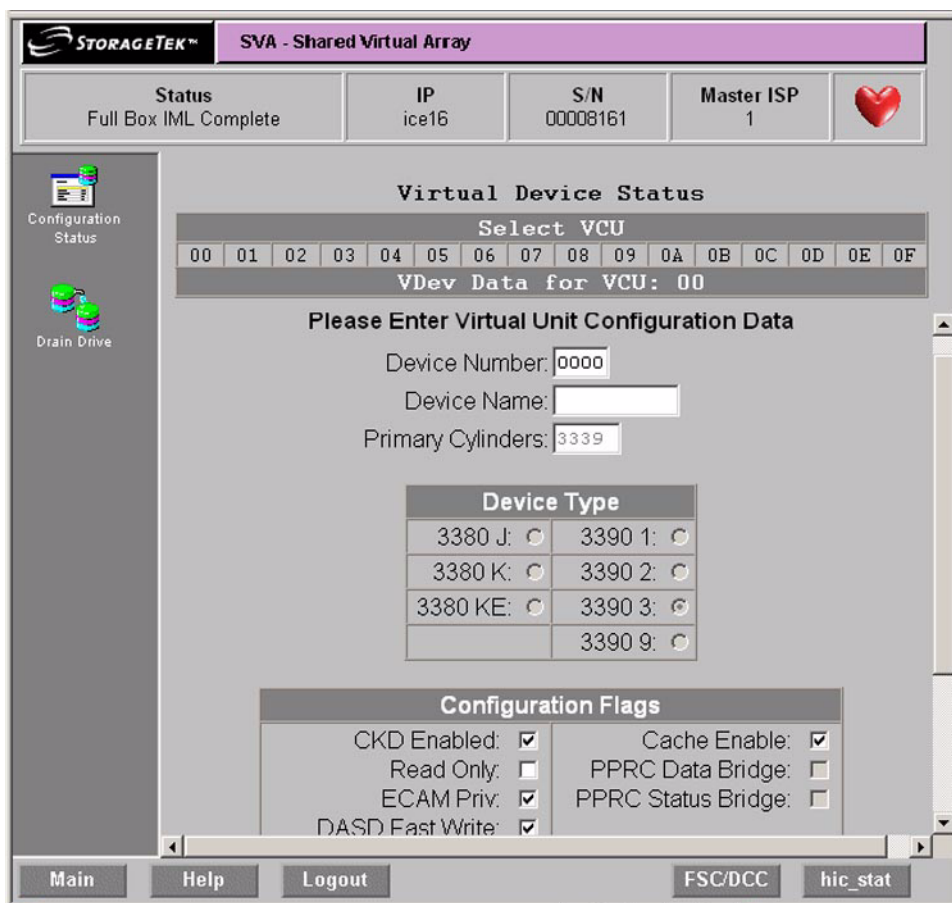 STORAGETEK™ SVA - Shared Virtual Array
Status IP S/N Master ISP
Full Box IML Complete ice16 00008161 1
Configuration
Status
Drain Drive
Virtual Device Status
Select VCU
00 01 02 03 04 05 06 07 08 09 0A 0B 0C 0D 0E 0F
VDev Data for VCU: 00
Please Enter Virtual Unit Configuration Data
Device Number: 0000
Device Name:
Primary Cylinders: 3339
Device Type
3380 J: 3390 1:
3380 K: 3390 2:
3380 KE: 3390 3:
3390 9:
Configuration Flags
CKD Enabled: Cache Enable:
Read Only: PPRC Data Bridge:
ECAM Priv: PPRC Status Bridge:
DASD Fast Write:
Main Help Logout FSC/DCC hic_stat